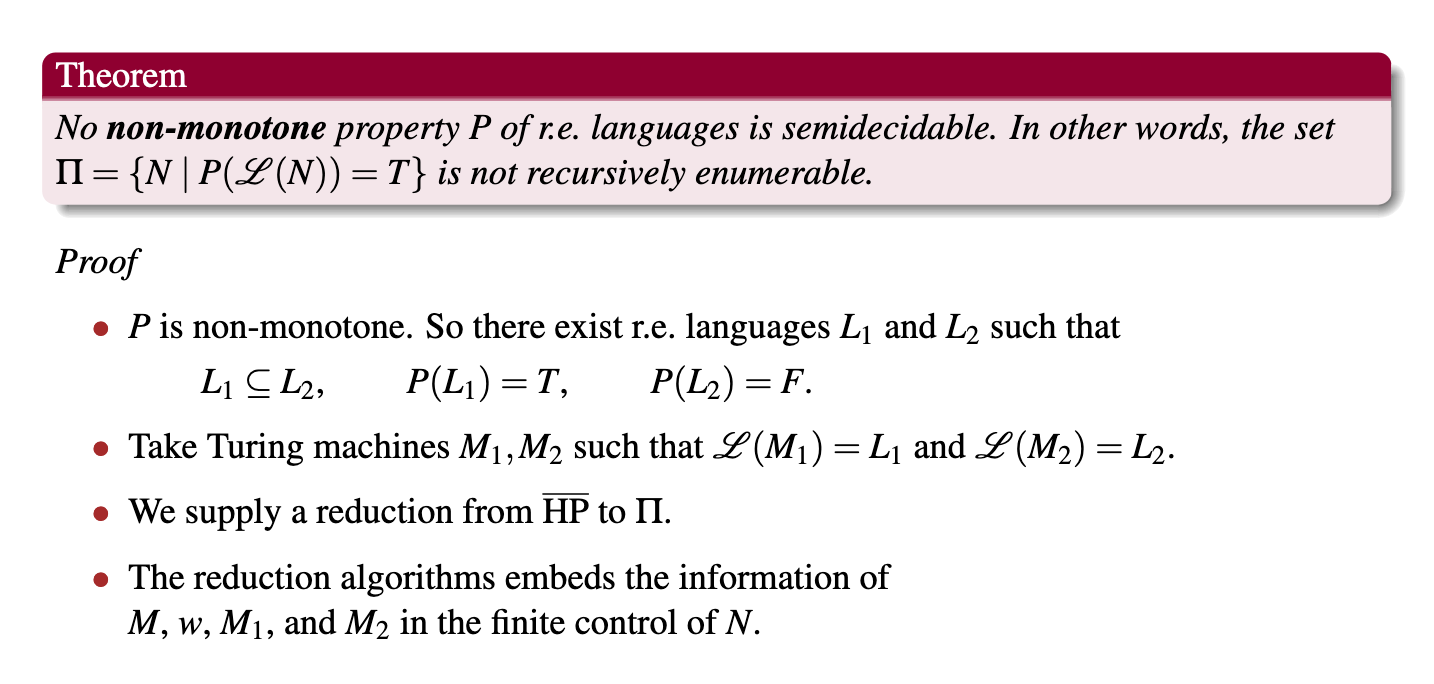 Theorem
No non-monotone property P of r.e. languages is semidecidable. In other words, the set
Π = {N | P(ℒ(N)) = T} is not recursively enumerable.
Proof
• P is non-monotone. So there exist r.e. languages L₁ and L₂ such that
L₁ ⊆ L₂, P(L₁) = T, P(L₂) = F.
• Take Turing machines M₁, M₂ such that ℒ(M₁) = L₁ and ℒ(M₂) = L₂.
• We supply a reduction from H̅P̅ to Π.
• The reduction algorithms embeds the information of
M, w, M₁, and M₂ in the finite control of N.